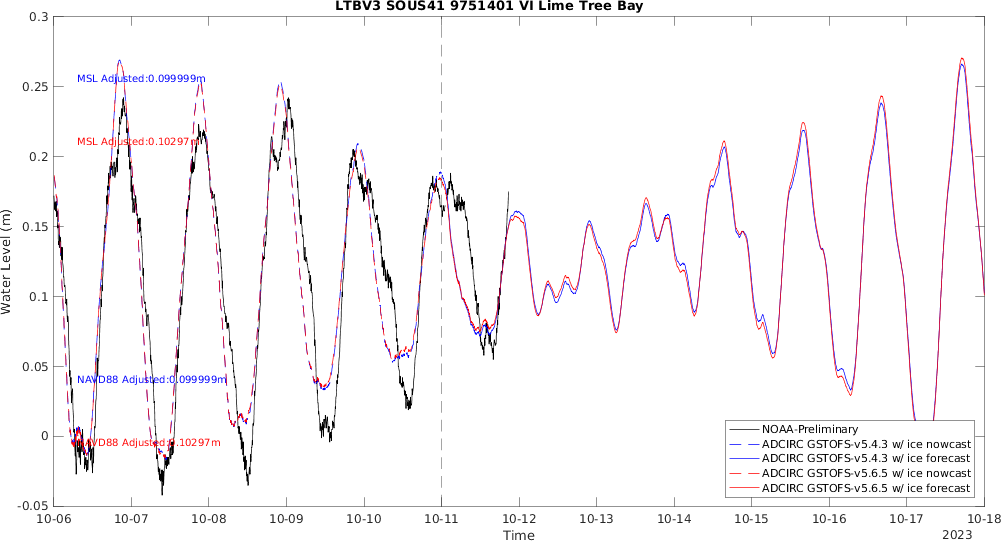 LTBV3 SOUS41 9751401 VI Lime Tree Bay
0.3
0.25
0.2
0.15
0.1
0.05
0
-0.05
Water Level (m)
MSL Adjusted:0.099999m
MSL Adjusted:0.10297m
NAVD88 Adjusted:0.099999m
NAVD88 Adjusted:0.10297m
NOAA-Preliminary
ADCIRC GSTOFS-v5.4.3 w/ ice nowcast
ADCIRC GSTOFS-v5.4.3 w/ ice forecast
ADCIRC GSTOFS-v5.6.5 w/ ice nowcast
ADCIRC GSTOFS-v5.6.5 w/ ice forecast
10-06 10-07 10-08 10-09 10-10 10-11 10-12 10-13 10-14 10-15 10-16 10-17 10-18
Time
2023